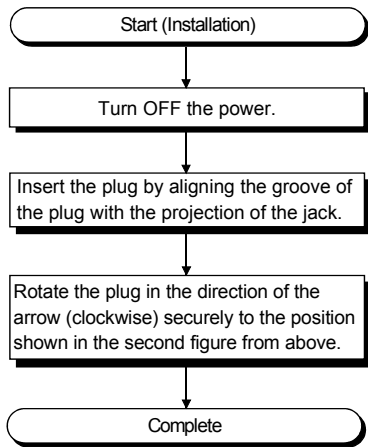 Start (Installation)
Turn OFF the power.
Insert the plug by aligning the groove of
the plug with the projection of the jack.
Rotate the plug in the direction of the
arrow (clockwise) securely to the position
shown in the second figure from above.
Complete